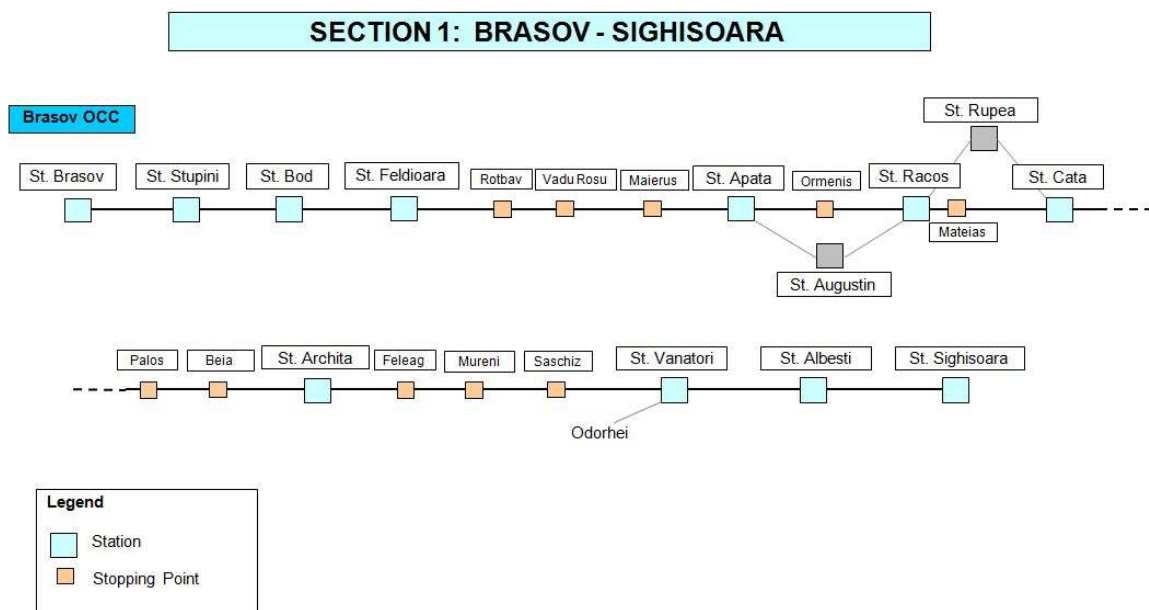 SECTION 1: BRASOV - SIGHISOARA
Brasov OCC
St. Rupea
St. Brasov
St. Stupini
St. Bod
St. Feldioara
Rotbav
Vadu Rosu
Maierus
St. Apata
Ormenis
St. Racos
St. Cata
Mateias
St. Augustin
Palos
Beia
St. Archita
Feleag
Mureni
Saschiz
St. Vanatori
St. Albesti
St. Sighisoara
Odorhei
Legend
Station
Stopping Point